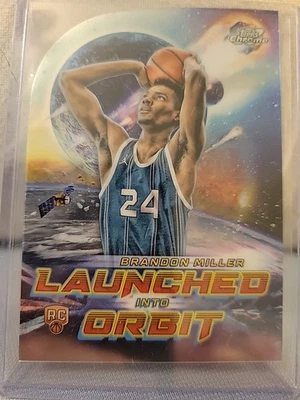 24
BRANDON MILLER
LAUNCHED
INTO
ORBIT
RC